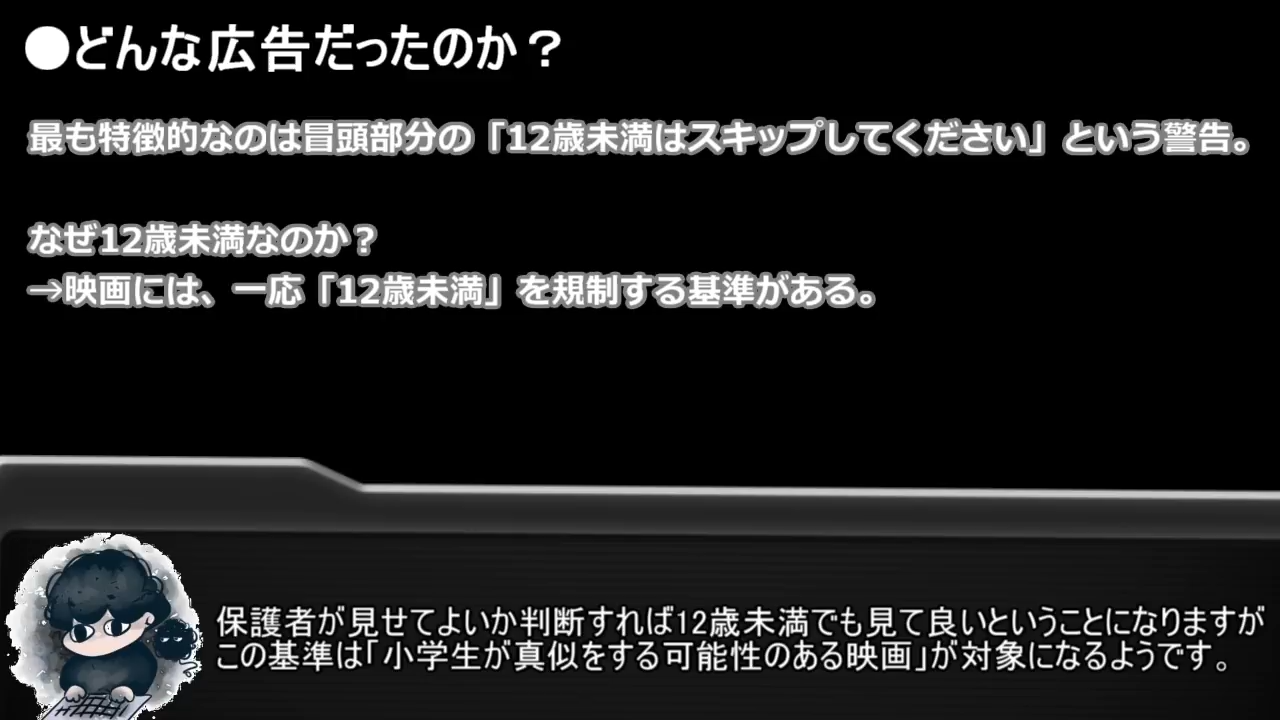 ●どんな広告だったのか？
最も特徴的なのは冒頭部分の「12歳未満はスキップしてください」という警告。
なぜ12歳未満なのか？
→映画には、一応「12歳未満」を規制する基準がある。
保護者が見せてよいか判断すれば12歳未満でも見て良いということになりますが
この基準は「小学生が真似をする可能性のある映画」が対象になるようです。